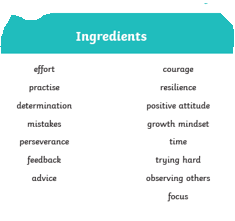 Ingredients
effort
practise
determination
mistakes
perseverance
feedback
advice
courage
resilience
positive attitude
growth mindset
time
trying hard
observing others
focus